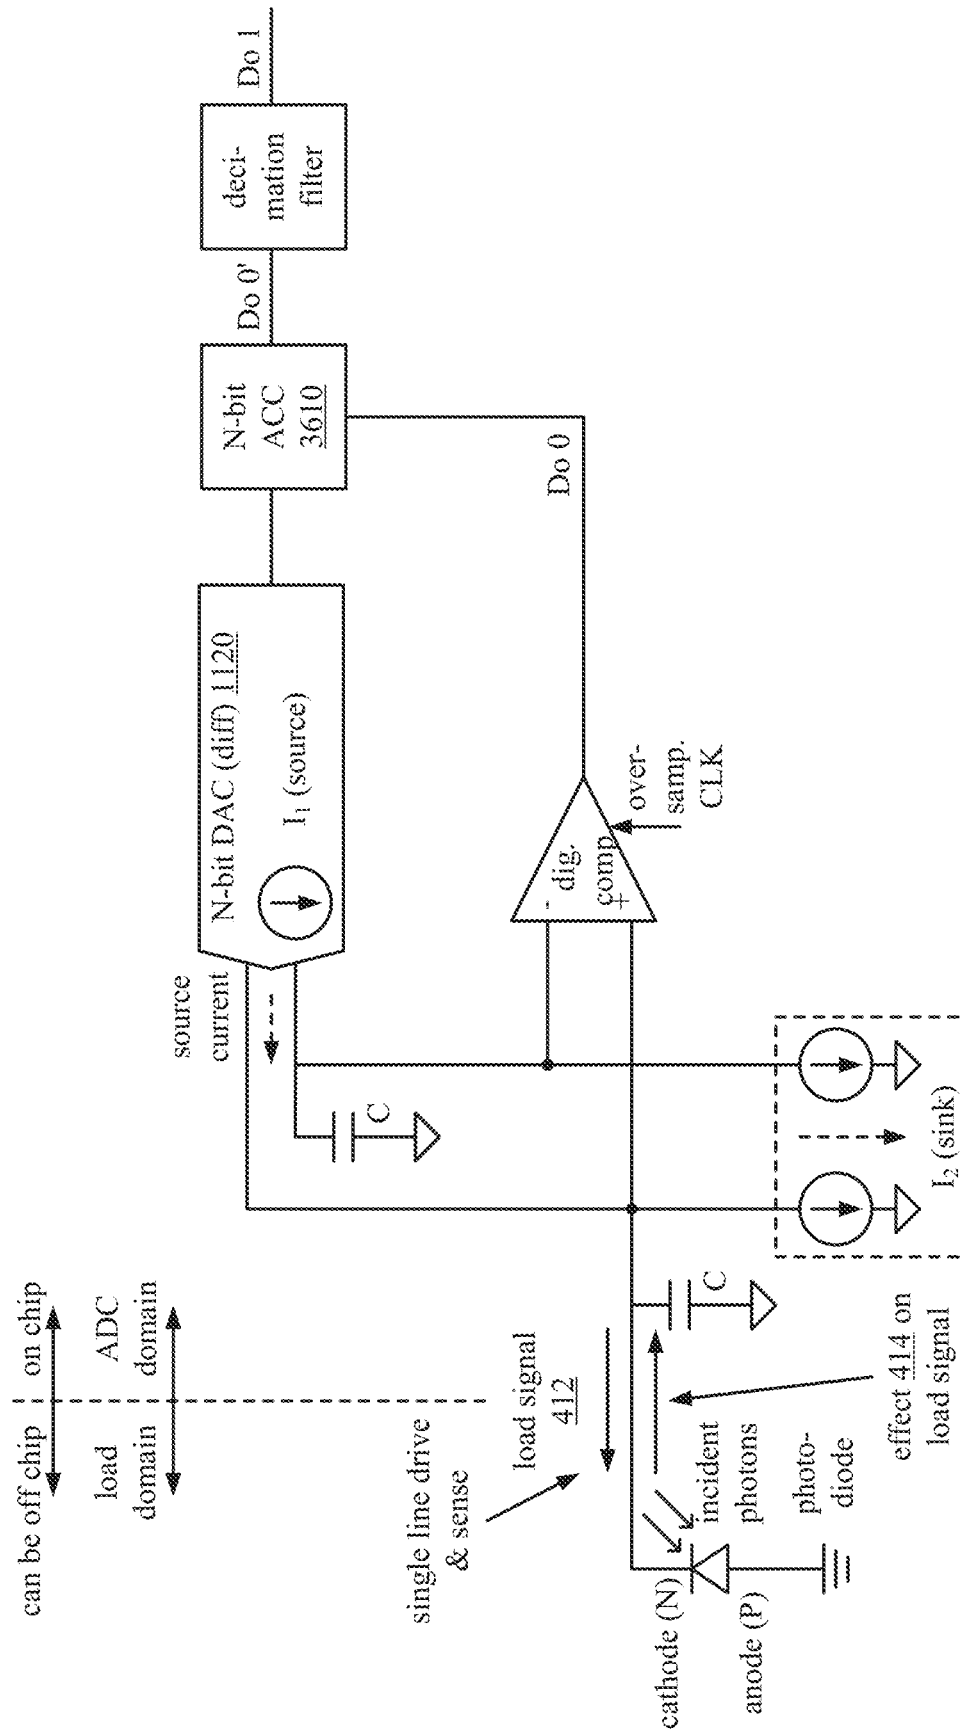 can be off chip
on chip
load
domain
ADC
domain
single line drive
& sense
load signal
412
source
current
N-bit DAC (diff) 1120
I₁ (source)
N-bit
ACC
3610
Do 0'
deci-
mation
filter
Do 1
Do 0
C
-
dig.
comp
+
over-
samp.
CLK
C
incident
photons
photo-
diode
cathode (N)
anode (P)
effect 414 on
load signal
I₂ (sink)